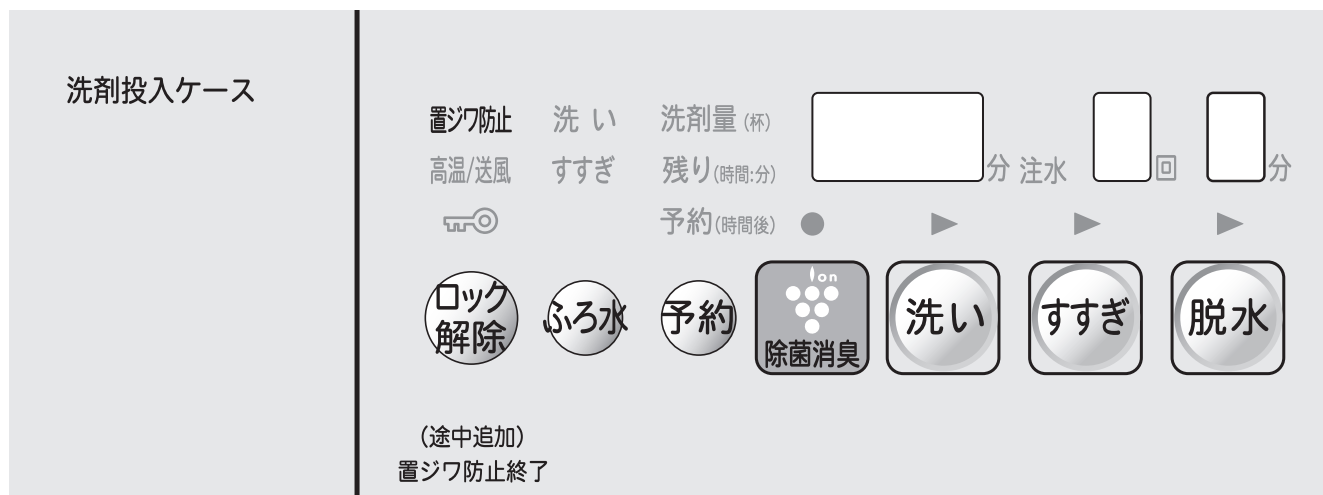 洗剤投入ケース
置ジワ防止 洗い 洗剤量(杯)
高温/送風 すすぎ 残り(時間:分) 分 注水 回 分
予約(時間後)
ion
ロック解除 ふろ水 予約 除菌消臭 洗い すすぎ 脱水
(途中追加)
置ジワ防止終了